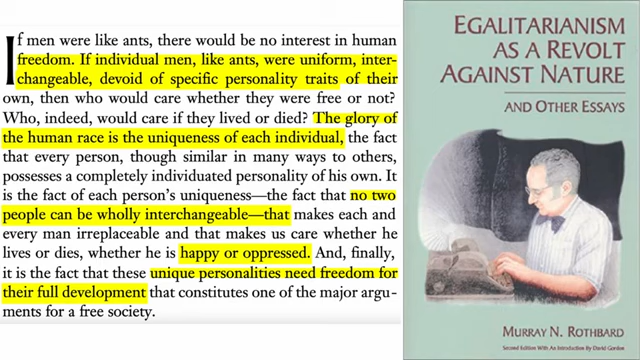 If men were like ants, there would be no interest in human
freedom. If individual men, like ants, were uniform, inter-
changeable, devoid of specific personality traits of their
own, then who would care whether they were free or not?
Who, indeed, would care if they lived or died? The glory of
the human race is the uniqueness of each individual, the fact
that every person, though similar in many ways to others,
possesses a completely individuated personality of his own. It
is the fact of each person's uniqueness—the fact that no two
people can be wholly interchangeable—that makes each and
every man irreplaceable and that makes us care whether he
lives or dies, whether he is happy or oppressed. And, finally,
it is the fact that these unique personalities need freedom for
their full development that constitutes one of the major argu-
ments for a free society.
EGALITARIANISM
AS A REVOLT
AGAINST NATURE
AND OTHER ESSAYS
MURRAY N. ROTHBARD
Second Edition With An Introduction By David Gordon